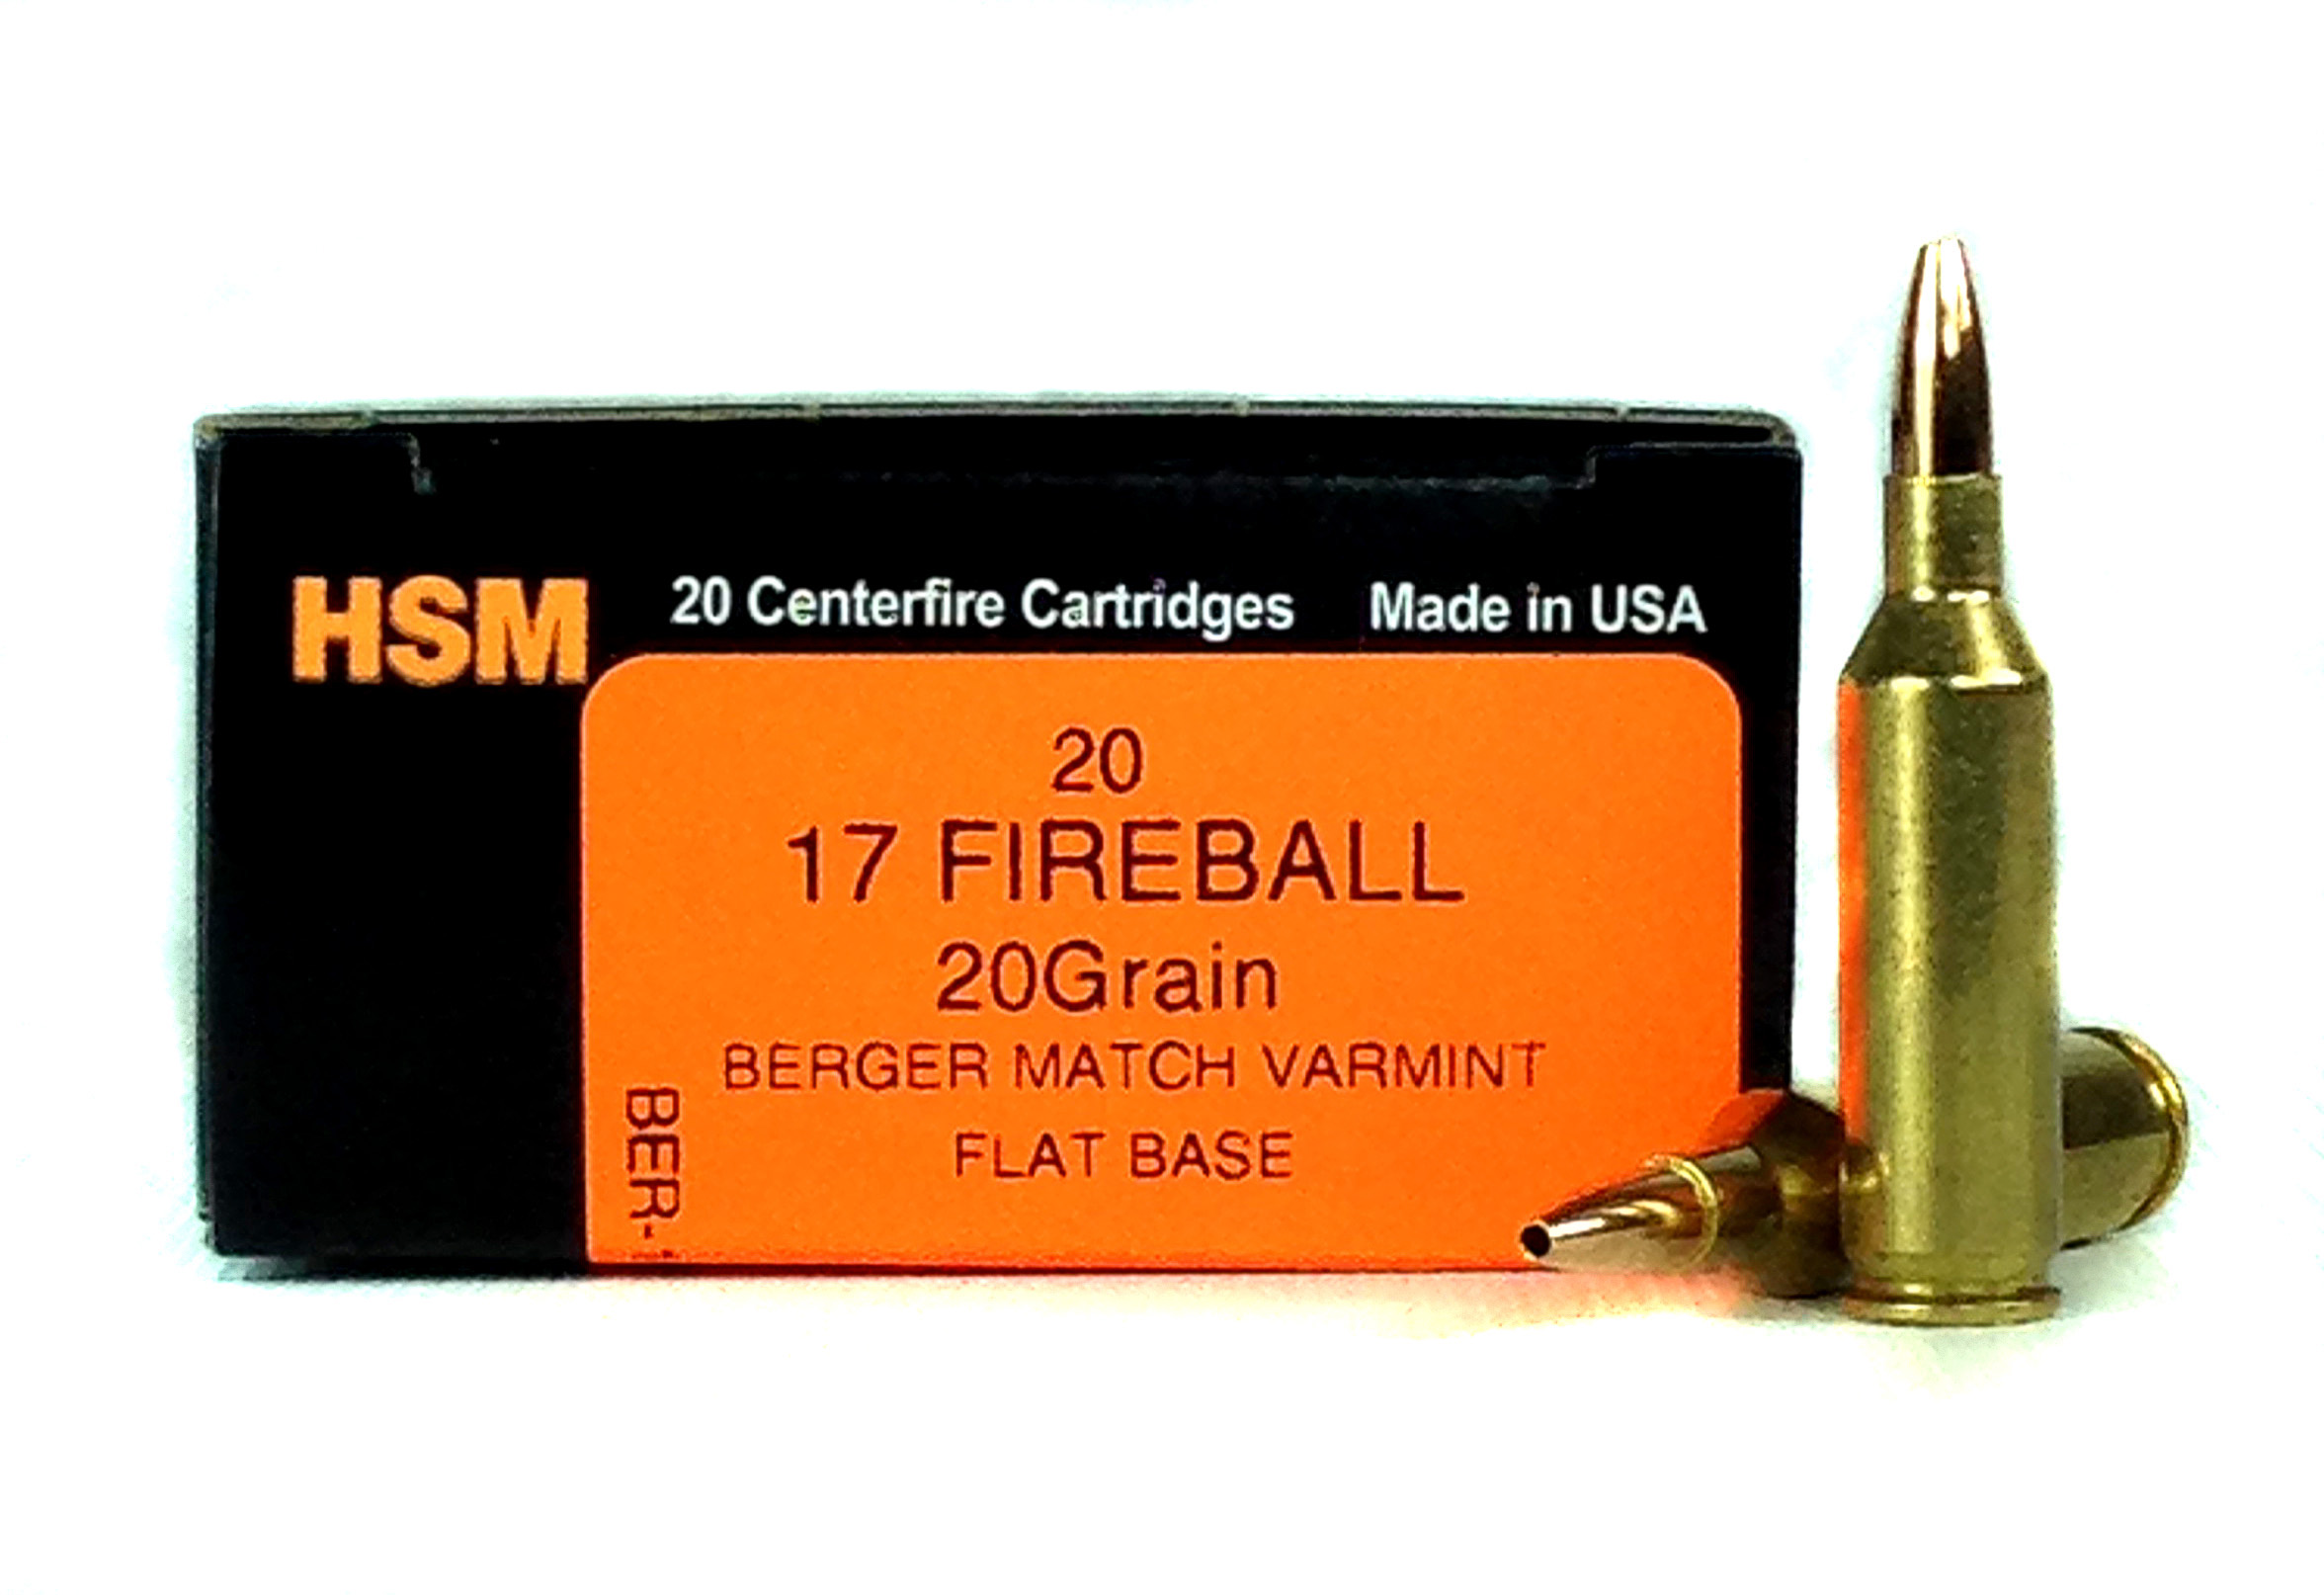 HSM
20 Centerfire Cartridges Made in USA
20
17 FIREBALL
20Grain
BERGER MATCH VARMINT
FLAT BASE
BER-